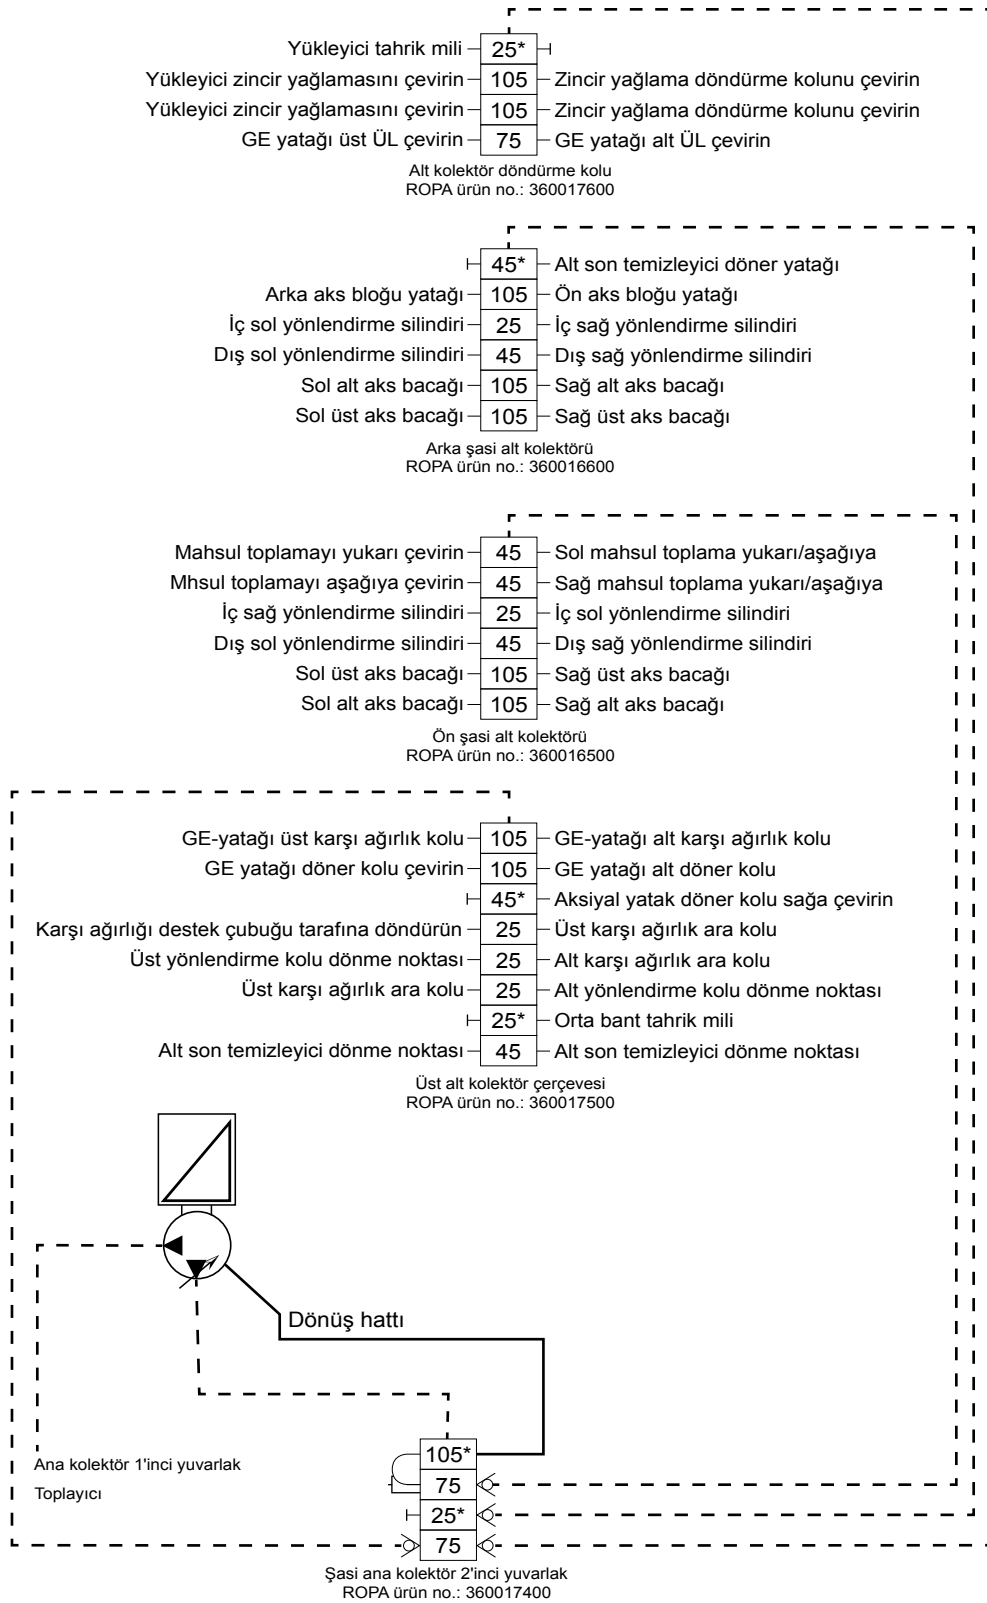 Yükleyici tahrik mili 25*
Yükleyici zincir yağlamasını çevirin 105 Zincir yağlama döndürme kolunu çevirin
Yükleyici zincir yağlamasını çevirin 105 Zincir yağlama döndürme kolunu çevirin
GE yatağı üst ÜL çevirin 75 GE yatağı alt ÜL çevirin
Alt kolektör döndürme kolu
ROPA ürün no.: 360017600
45* Alt son temizleyici döner yatağı
Arka aks bloğu yatağı 105 Ön aks bloğu yatağı
İç sol yönlendirme silindiri 25 İç sağ yönlendirme silindiri
Dış sol yönlendirme silindiri 45 Dış sağ yönlendirme silindiri
Sol alt aks bacağı 105 Sağ alt aks bacağı
Sol üst aks bacağı 105 Sağ üst aks bacağı
Arka şasi alt kolektörü
ROPA ürün no.: 360016600
Mahsul toplamayı yukarı çevirin 45 Sol mahsul toplama yukarı/aşağıya
Mhsul toplamayı aşağıya çevirin 45 Sağ mahsul toplama yukarı/aşağıya
İç sağ yönlendirme silindiri 25 İç sol yönlendirme silindiri
Dış sol yönlendirme silindiri 45 Dış sağ yönlendirme silindiri
Sol üst aks bacağı 105 Sağ üst aks bacağı
Sol alt aks bacağı 105 Sağ alt aks bacağı
Ön şasi alt kolektörü
ROPA ürün no.: 360016500
GE-yatağı üst karşı ağırlık kolu 105 GE-yatağı alt karşı ağırlık kolu
GE yatağı döner kolu çevirin 105 GE yatağı alt döner kolu
45* Aksiyal yatak döner kolu sağa çevirin
Karşı ağırlığı destek çubuğu tarafına döndürün 25 Üst karşı ağırlık ara kolu
Üst yönlendirme kolu dönme noktası 25 Alt karşı ağırlık ara kolu
Üst karşı ağırlık ara kolu 25 Alt yönlendirme kolu dönme noktası
25* Orta bant tahrik mili
Alt son temizleyici dönme noktası 45 Alt son temizleyici dönme noktası
Üst alt kolektör çerçevesi
ROPA ürün no.: 360017500
Dönüş hattı
Ana kolektör 1'inci yuvarlak
Toplayıcı
105*
75
25*
75
Şasi ana kolektör 2'inci yuvarlak
ROPA ürün no.: 360017400